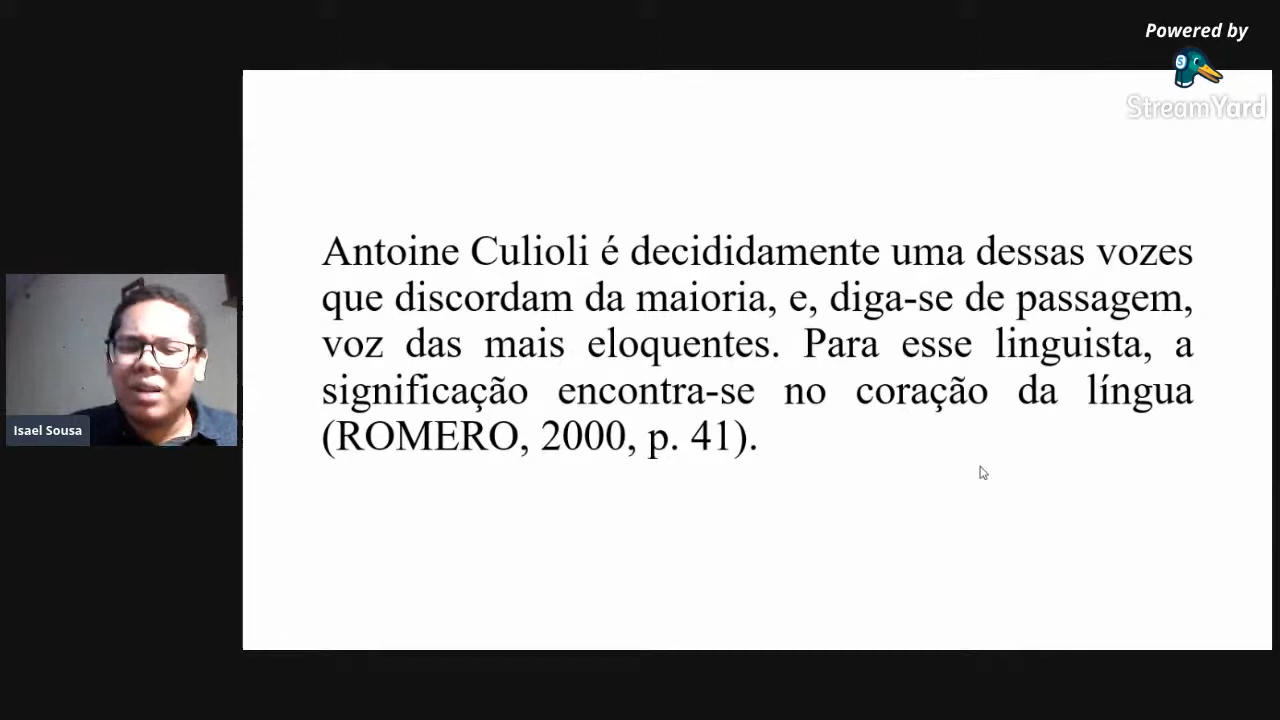 Powered by
StreamYard
Antoine Culioli é decididamente uma dessas vozes
que discordam da maioria, e, diga-se de passagem,
voz das mais eloquentes. Para esse linguista, a
significação encontra-se no coração da língua
(ROMERO, 2000, p. 41).
Isael Sousa